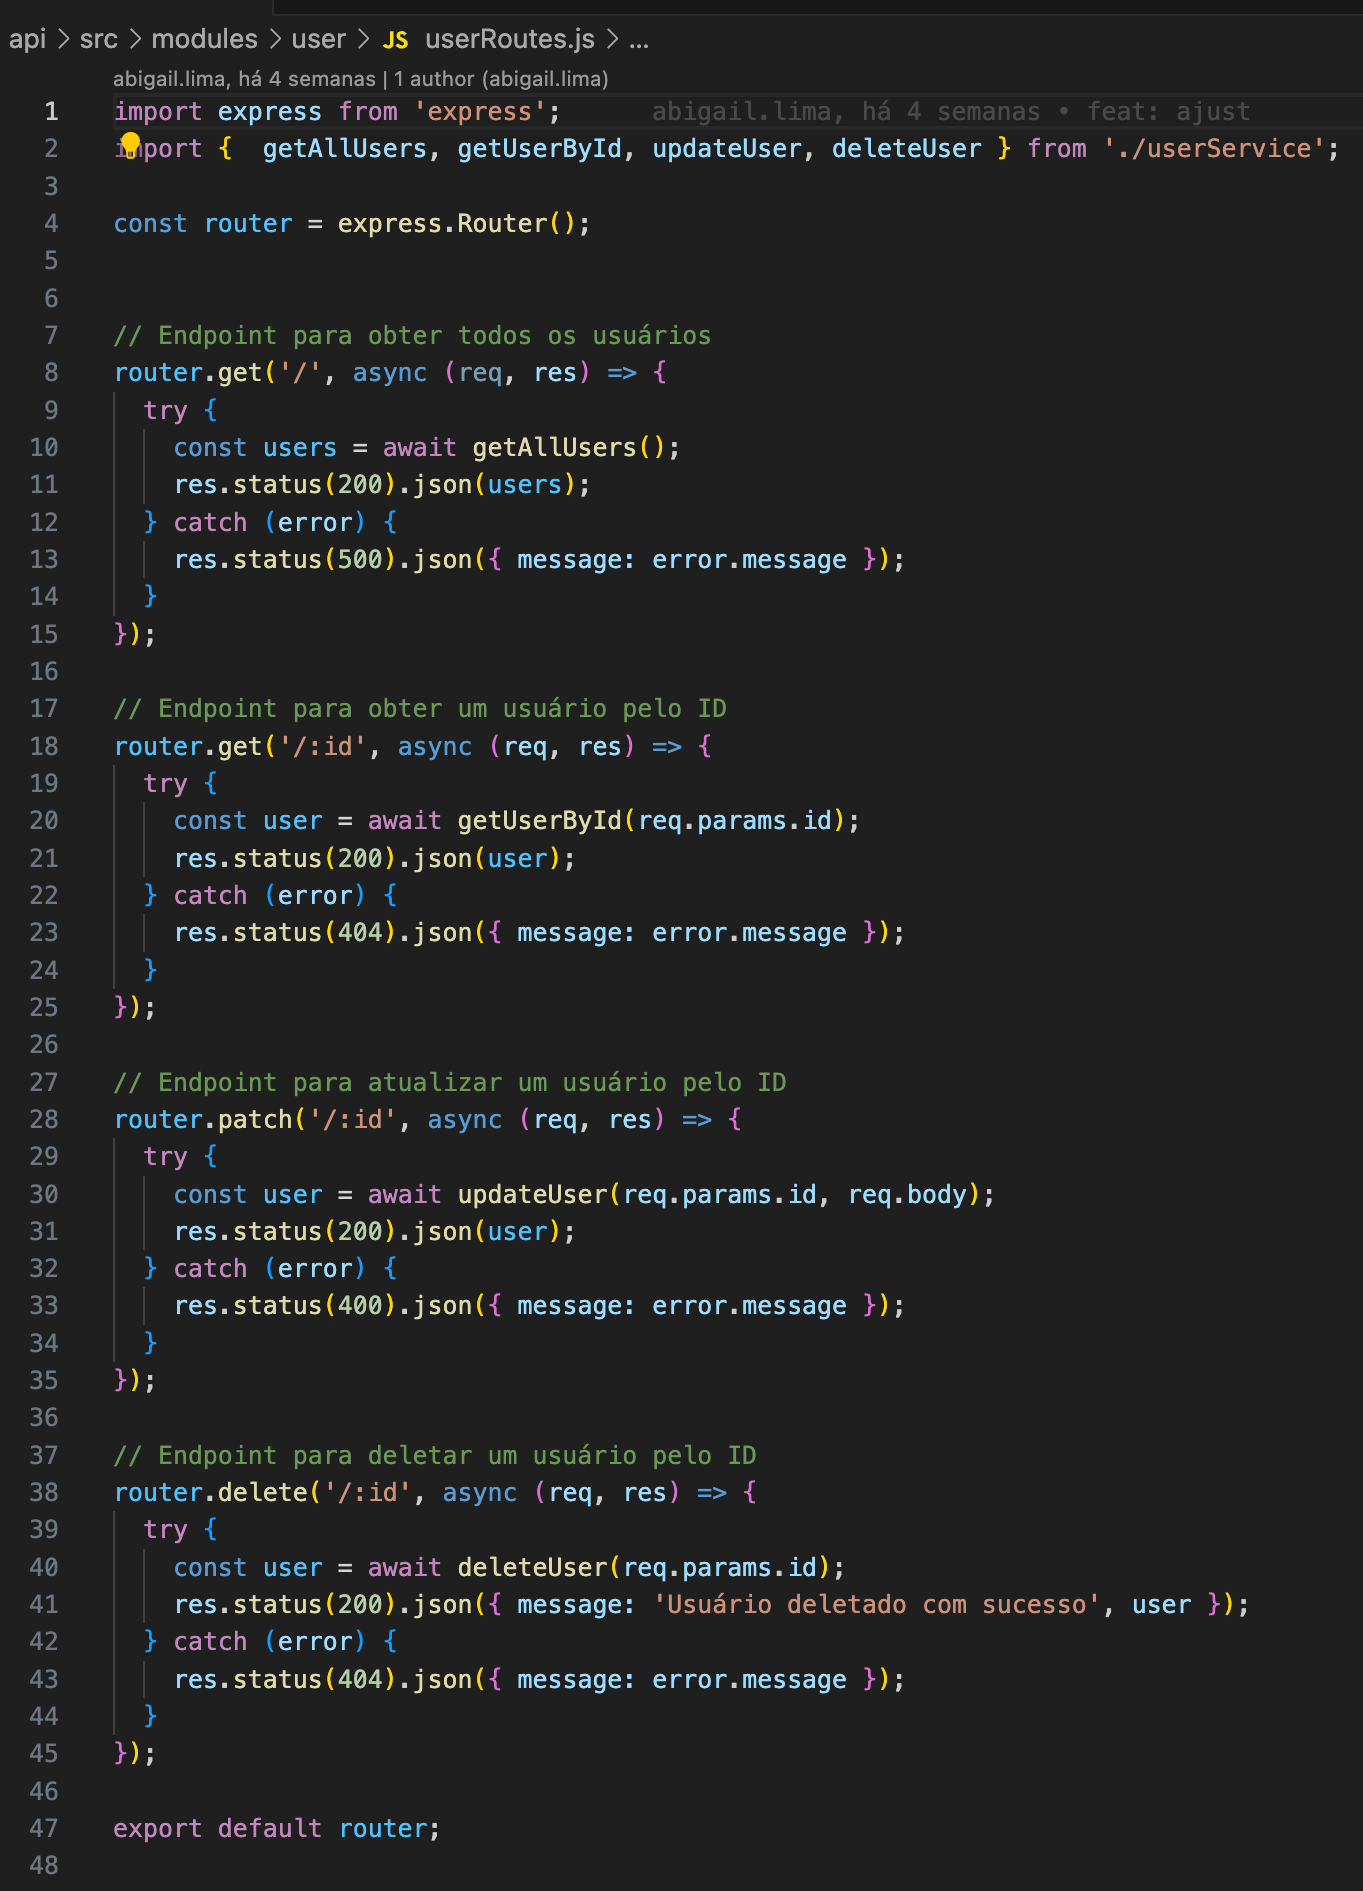 api > src > modules > user > JS userRoutes.js > ...
abigail.lima, há 4 semanas | 1 author (abigail.lima)
1 import express from 'express'; abigail.lima, há 4 semanas • feat: ajust
2 import {  getAllUsers, getUserById, updateUser, deleteUser } from './userService';
3
4 const router = express.Router();
5
6
7 // Endpoint para obter todos os usuários
8 router.get('/', async (req, res) => {
9   try {
10     const users = await getAllUsers();
11     res.status(200).json(users);
12   } catch (error) {
13     res.status(500).json({ message: error.message });
14   }
15 });
16
17 // Endpoint para obter um usuário pelo ID
18 router.get('/:id', async (req, res) => {
19   try {
20     const user = await getUserById(req.params.id);
21     res.status(200).json(user);
22   } catch (error) {
23     res.status(404).json({ message: error.message });
24   }
25 });
26
27 // Endpoint para atualizar um usuário pelo ID
28 router.patch('/:id', async (req, res) => {
29   try {
30     const user = await updateUser(req.params.id, req.body);
31     res.status(200).json(user);
32   } catch (error) {
33     res.status(400).json({ message: error.message });
34   }
35 });
36
37 // Endpoint para deletar um usuário pelo ID
38 router.delete('/:id', async (req, res) => {
39   try {
40     const user = await deleteUser(req.params.id);
41     res.status(200).json({ message: 'Usuário deletado com sucesso', user });
42   } catch (error) {
43     res.status(404).json({ message: error.message });
44   }
45 });
46
47 export default router;
48